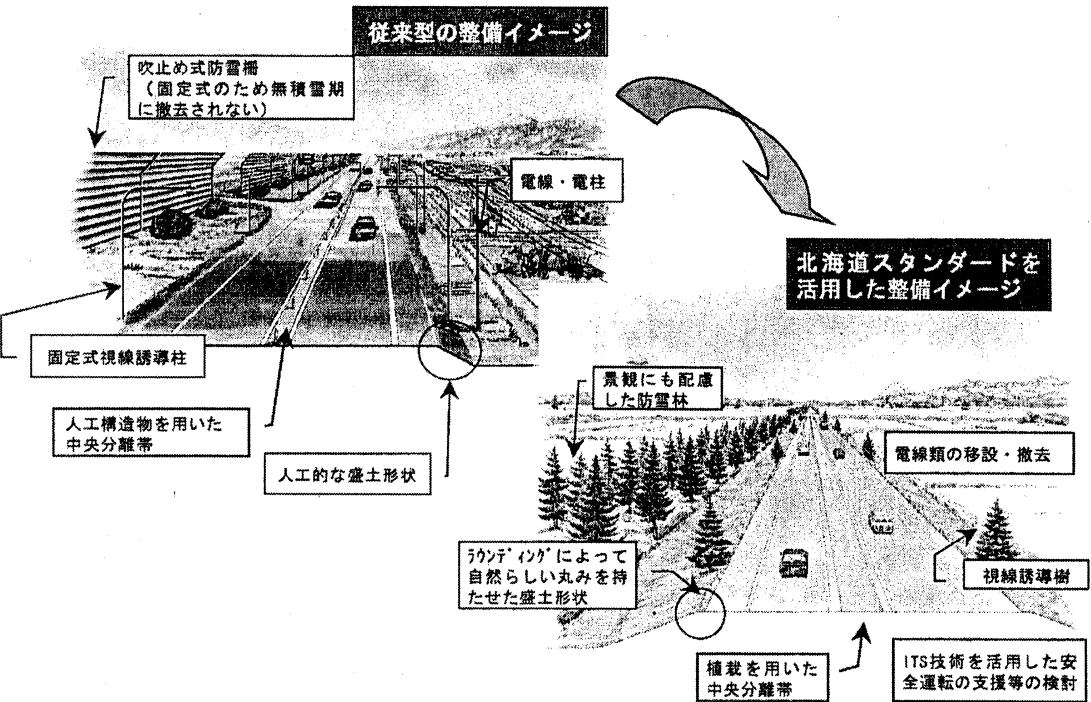 従来型の整備イメージ
吹止め式防雪柵
（固定式のため無積雪期
に撤去されない）
電線・電柱
固定式視線誘導柱
人工構造物を用いた
中央分離帯
人工的な盛土形状
北海道スタンダードを
活用した整備イメージ
景観にも配慮
した防雪林
電線類の移設・撤去
ﾗｳﾝﾃﾞｨﾝｸﾞによって
自然らしい丸みを持
たせた盛土形状
視線誘導樹
植栽を用いた
中央分離帯
ITS技術を活用した安
全運転の支援等の検討